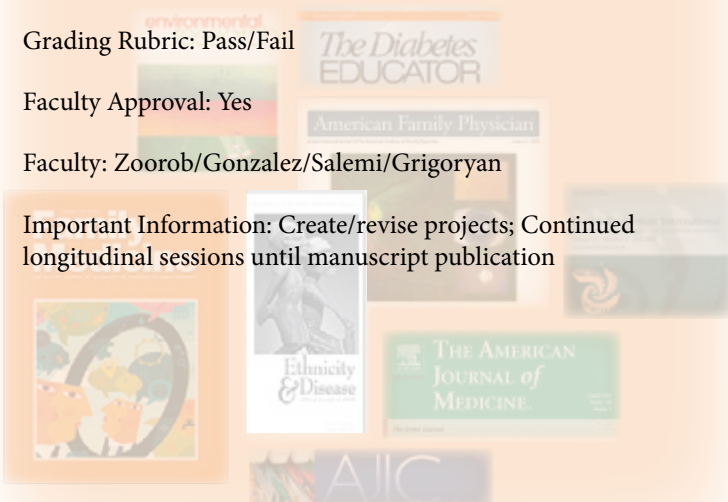 environmental
Grading Rubric: Pass/Fail
The Diabetes
EDUCATOR
Faculty Approval: Yes
American Family Physician
Faculty: Zoorob/Gonzalez/Salemi/Grigoryan
Important Information: Create/revise projects; Continued
longitudinal sessions until manuscript publication
Family
Medicine
Ethnicity
&Disease
THE AMERICAN
JOURNAL of
MEDICINE
AJIC